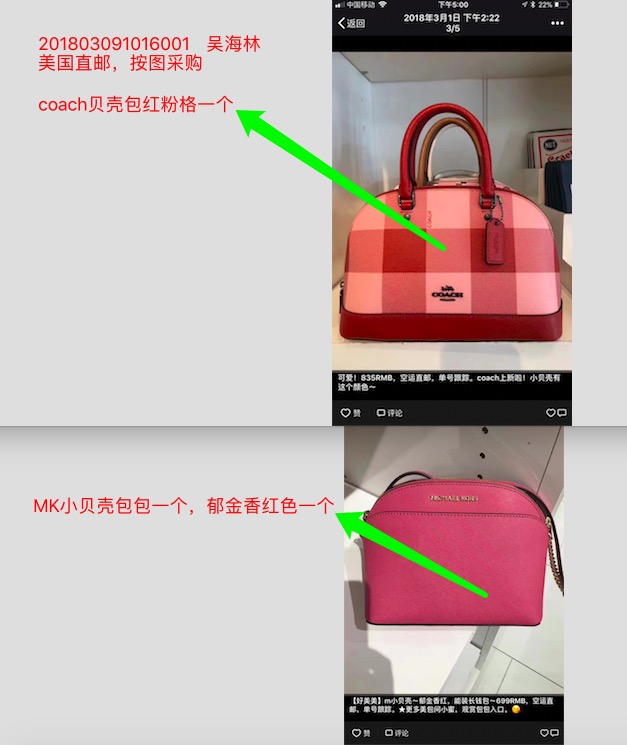 中国移动 下午5:00 22%
返回 2018年3月1日 下午2:22
3/5
201803091016001 吴海林
美国直邮，按图采购
coach贝壳包红粉格一个
COACH
COACH
可爱！835RMB，空运直邮，单号跟踪。coach上新啦！小贝壳有
这个颜色～
赞 评论
MK小贝壳包包一个，郁金香红色一个
MICHAEL KORS
【好美美】m小贝壳～郁金香红，能装长钱包～699RMB，空运直
邮，单号跟踪。★更多美包问小蜜，观赏包包入口，
赞 评论